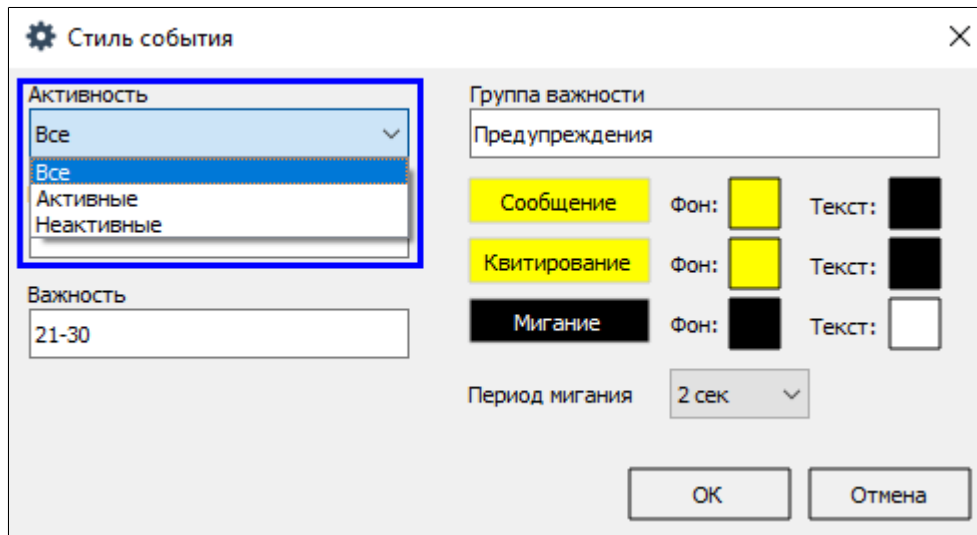 Стиль события
Активность
Все
Все
Активные
Неактивные
Важность
21-30
Группа важности
Предупреждения
Сообщение Фон: Текст:
Квитирование Фон: Текст:
Мигание Фон: Текст:
Период мигания 2 сек
ОК Отмена